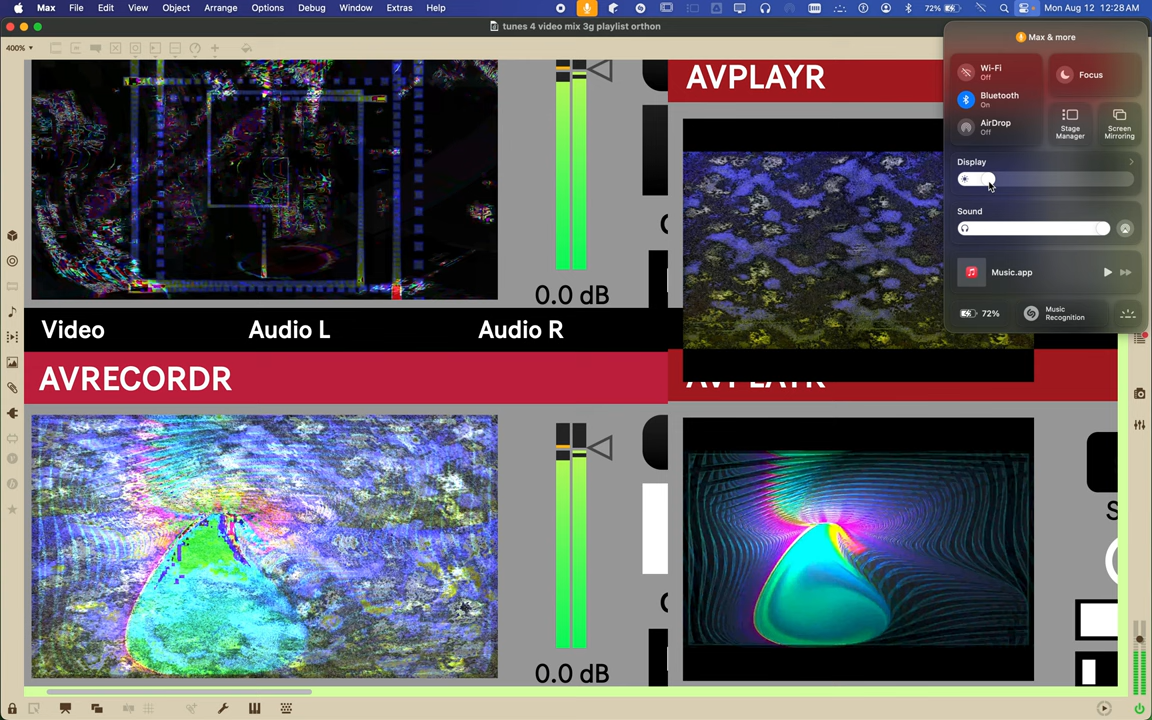 Max File Edit View Object Arrange Options Debug Window Extras Help 72% Mon Aug 12 12:28 AM
tunes 4 video mix 3g playlist orthon
400%
Max & more
Wi-Fi
Off
Bluetooth
On
AirDrop
Off
Focus
Stage
Manager
Screen
Mirroring
Display
Sound
Music.app
72%
Music
Recognition
AVPLAYR
0.0 dB
Video Audio L Audio R
AVRECORDR
AVPLAYR
0.0 dB